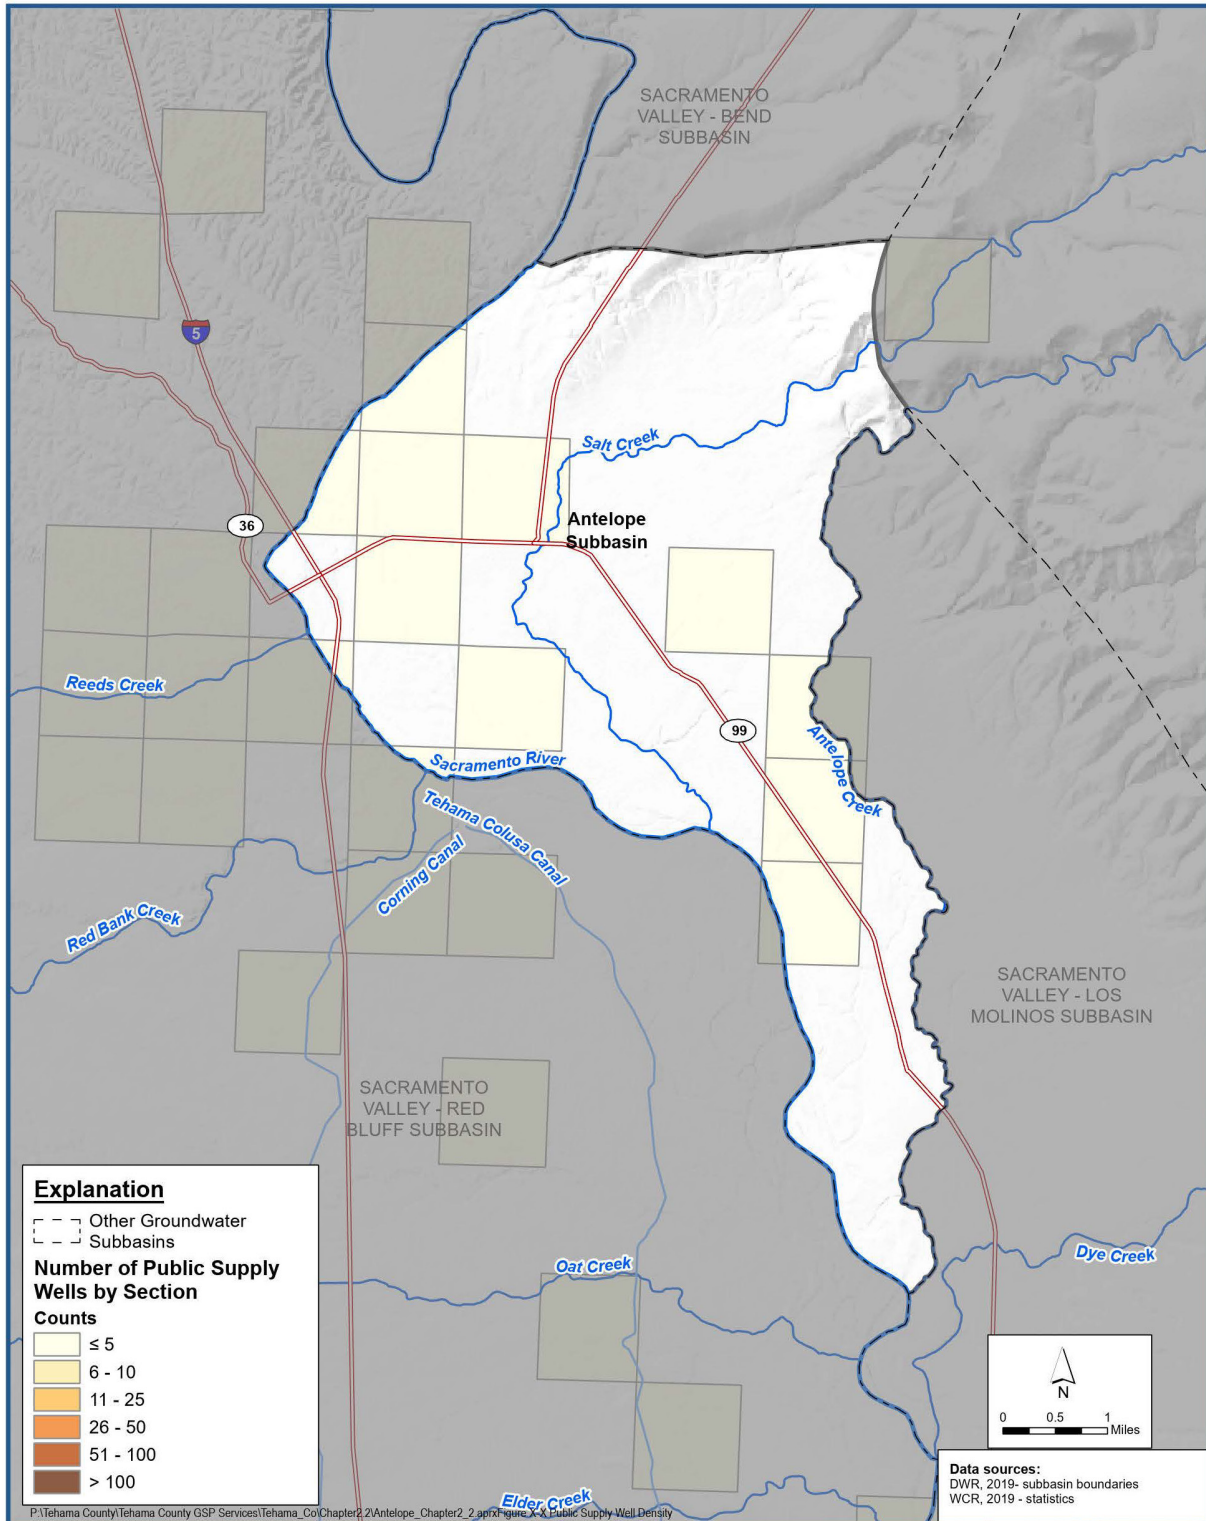 SACRAMENTO
VALLEY - BEND
SUBBASIN
5
36
Salt Creek
Antelope
Subbasin
Reeds Creek
99
Antelope Creek
Sacramento River
Tehama Colusa Canal
Corning Canal
Red Bank Creek
SACRAMENTO
VALLEY - LOS
MOLINOS SUBBASIN
SACRAMENTO
VALLEY - RED
BLUFF SUBBASIN
Oat Creek
Dye Creek
Elder Creek
Explanation
Other Groundwater
Subbasins
Number of Public Supply
Wells by Section
Counts
≤ 5
6 - 10
11 - 25
26 - 50
51 - 100
> 100
N
0 0.5 1
Miles
Data sources:
DWR, 2019- subbasin boundaries
WCR, 2019 - statistics
P:\Tehama County\Tehama County GSP Services\Tehama_Co\Chapter2.2\Antelope_Chapter2_2.aprxFigure X-X Public Supply Well Density